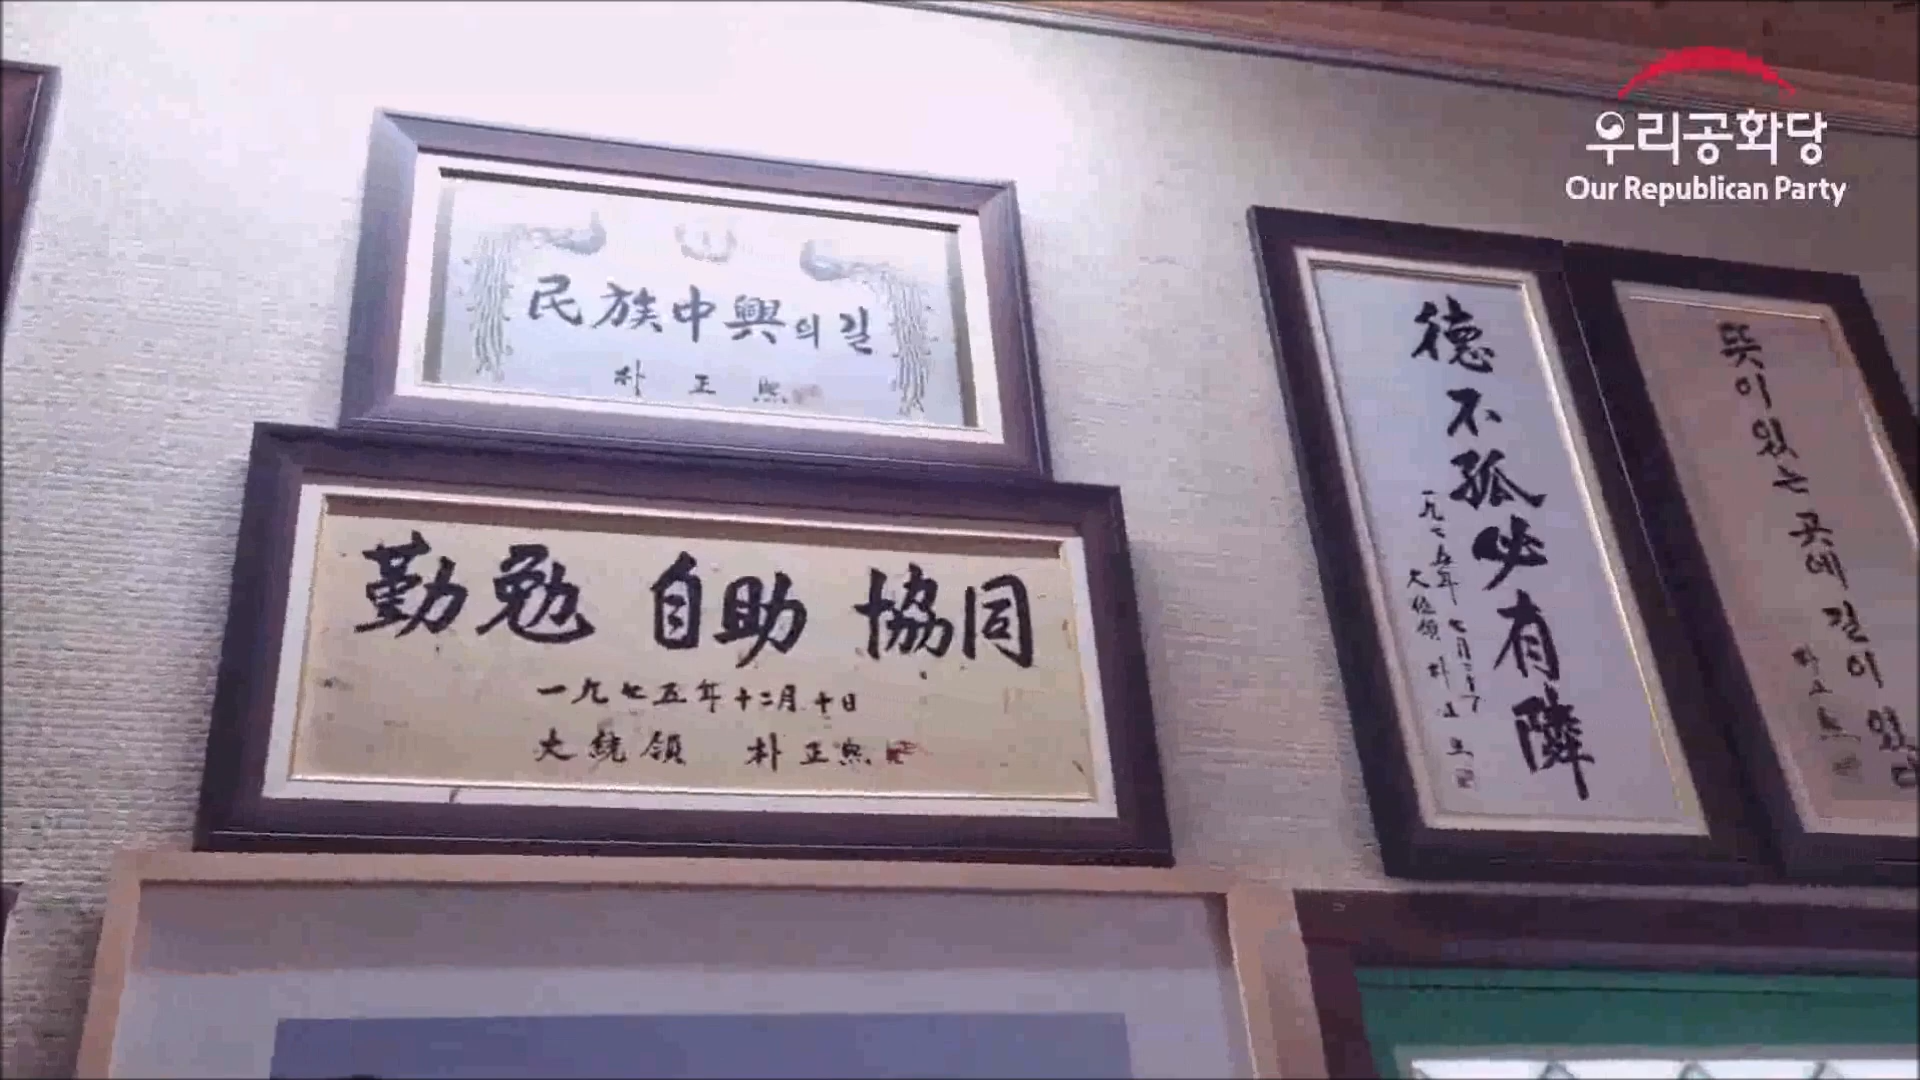 우리공화당
Our Republican Party
民族中興의 길
朴正熙
勤勉 自助 協同
一九七五年十二月十日
大統領 朴正熙
德不孤必有隣
大統領 朴正熙
뜻이 있는 곳에 길이 있다
朴正熙